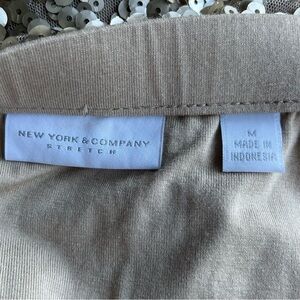 NEW YORK & COMPANY
STRETCH
M
MADE IN
INDONESIA